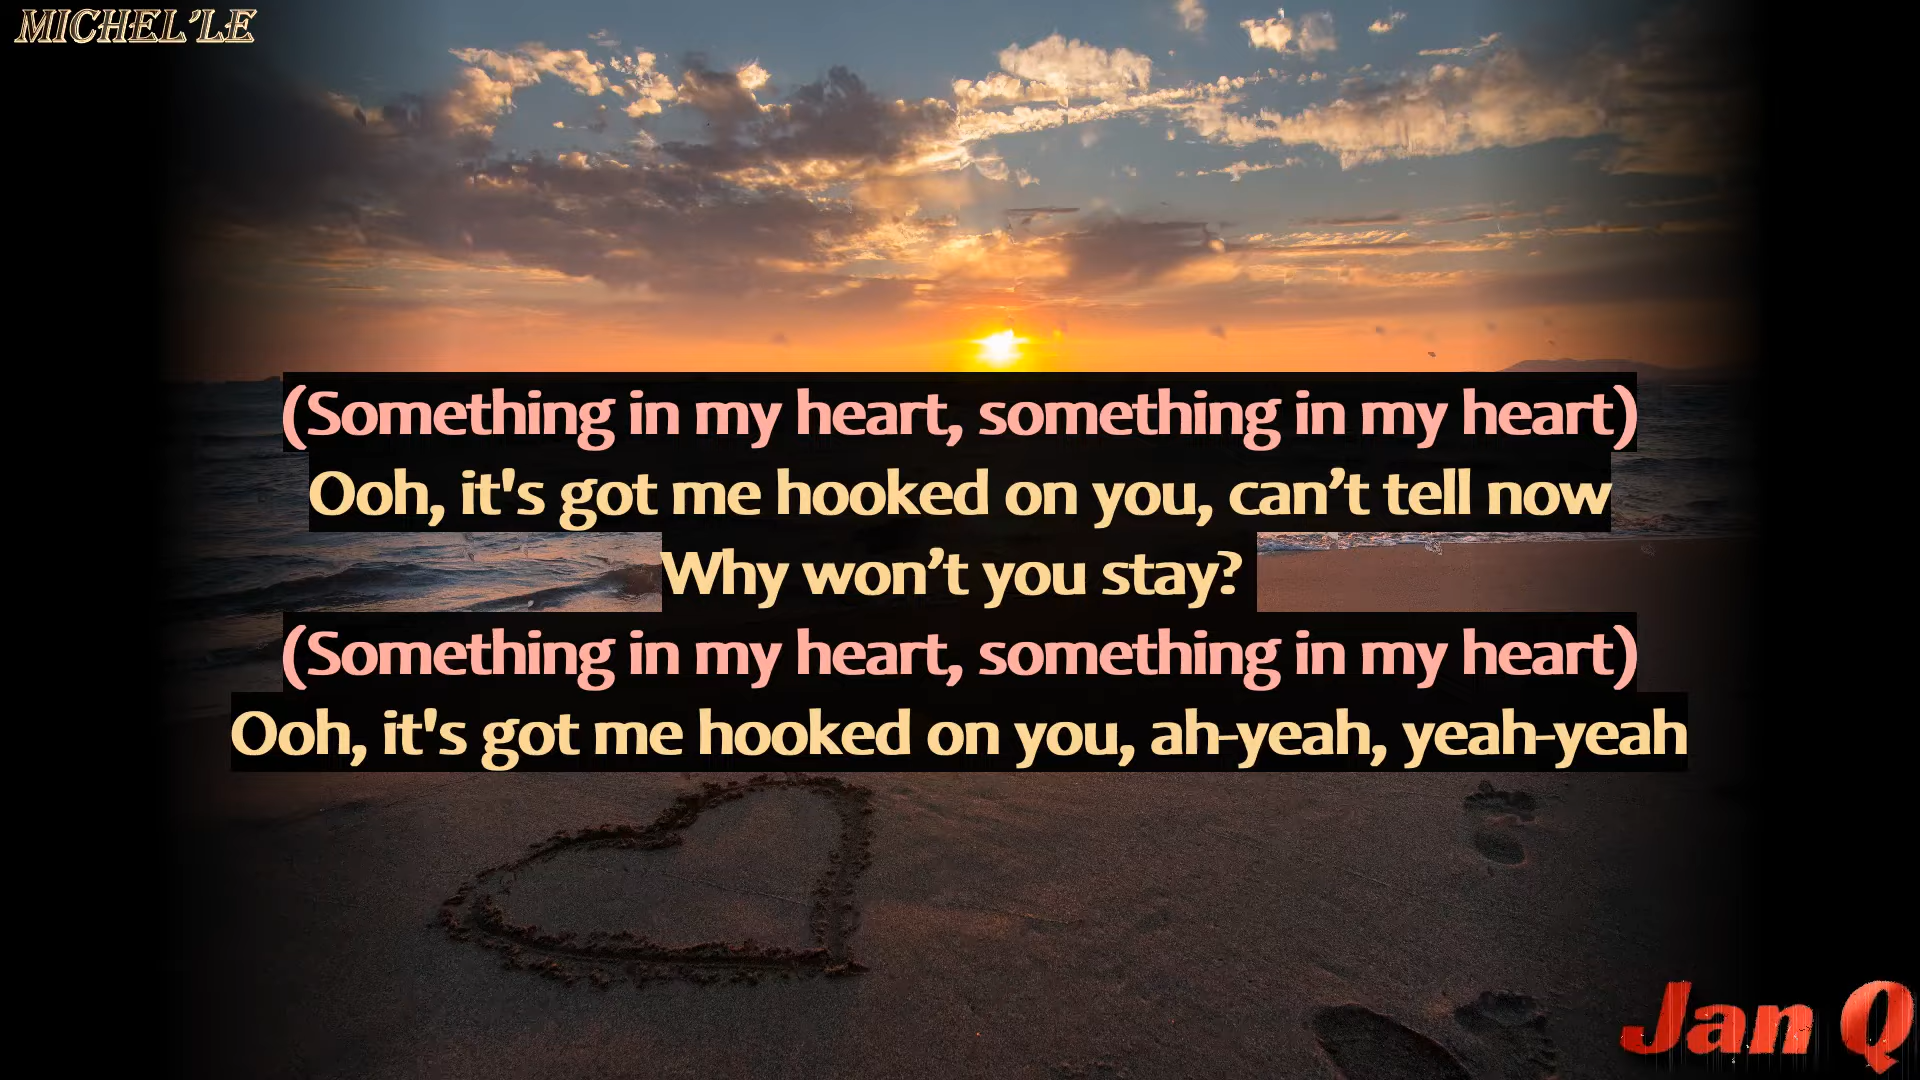 MICHEL'LE
(Something in my heart, something in my heart)
Ooh, it's got me hooked on you, can’t tell now
Why won’t you stay?
(Something in my heart, something in my heart)
Ooh, it's got me hooked on you, ah-yeah, yeah-yeah
Jan Q